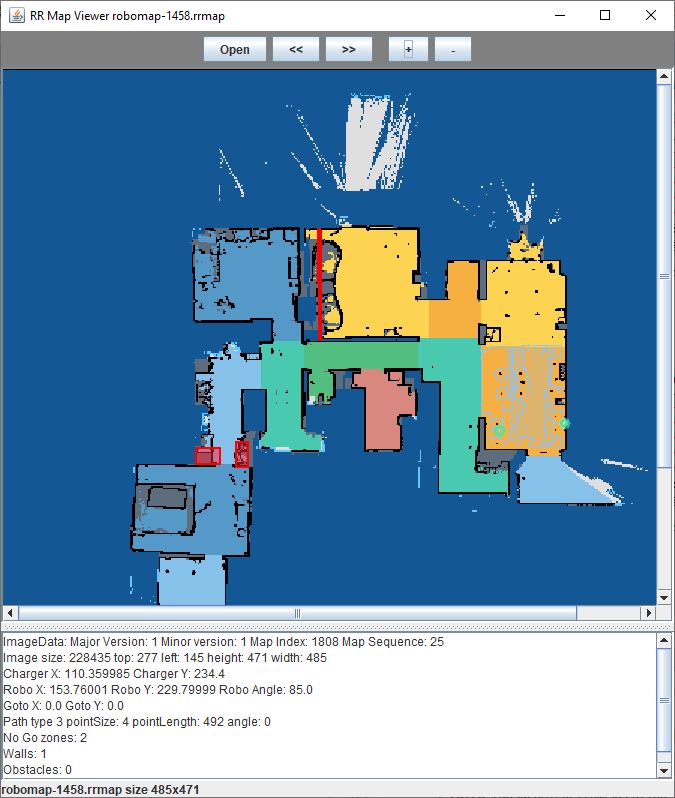 RR Map Viewer robomap-1458.rrmap
Open << >> + -
ImageData: Major Version: 1 Minor version: 1 Map Index: 1808 Map Sequence: 25
Image size: 228435 top: 277 left: 145 height: 471 width: 485
Charger X: 110.359985 Charger Y: 234.4
Robo X: 153.76001 Robo Y: 229.79999 Robo Angle: 85.0
Goto X: 0.0 Goto Y: 0.0
Path type 3 pointSize: 4 pointLength: 492 angle: 0
No Go zones: 2
Walls: 1
Obstacles: 0
robomap-1458.rrmap size 485x471